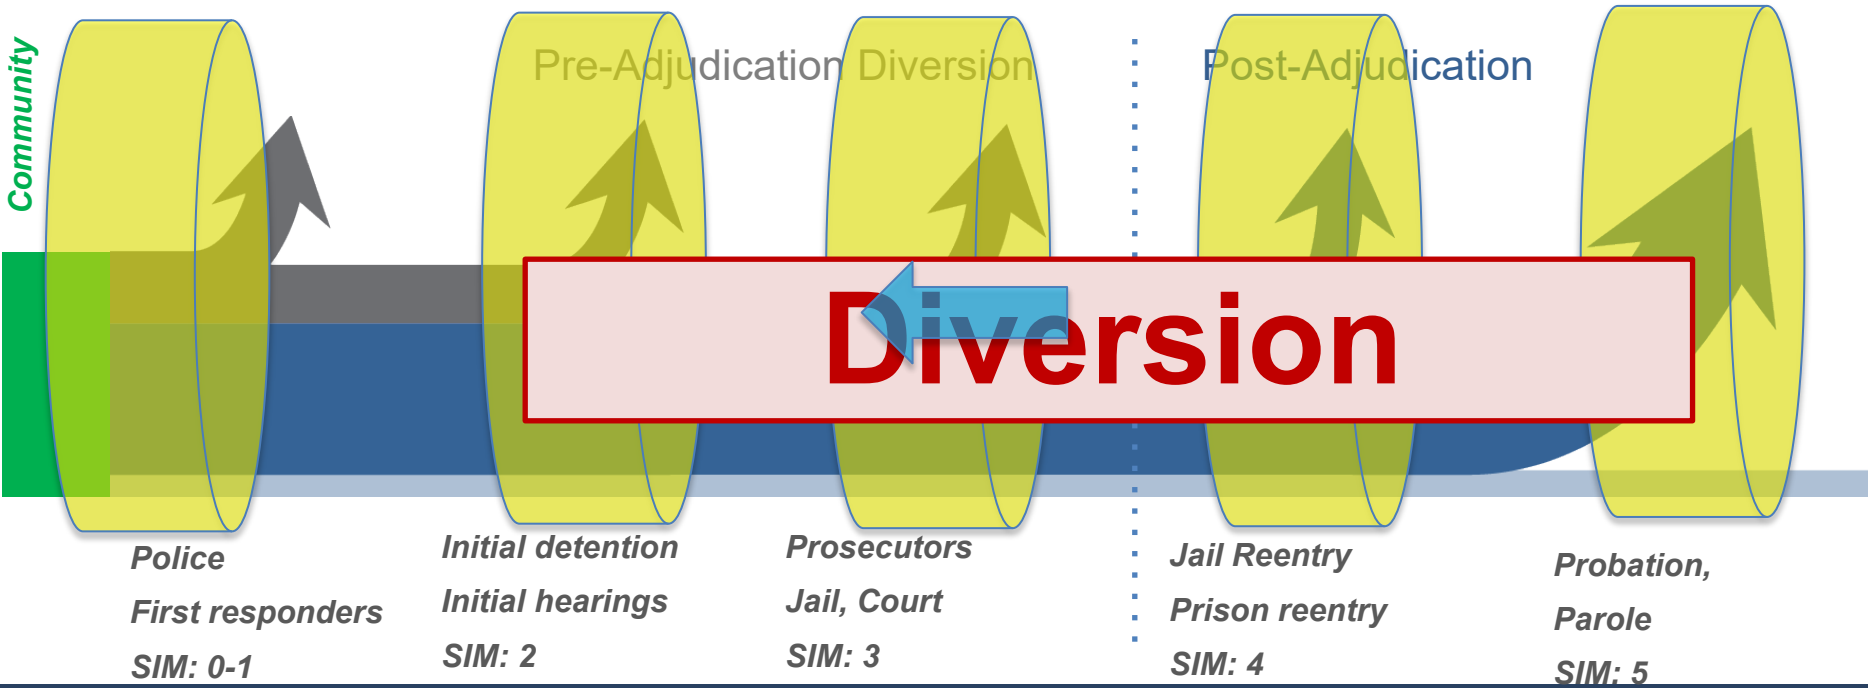 Community
Pre-Adjudication Diversion
Post-Adjudication
Diversion
Police
First responders
SIM: 0-1
Initial detention
Initial hearings
SIM: 2
Prosecutors
Jail, Court
SIM: 3
Jail Reentry
Prison reentry
SIM: 4
Probation,
Parole
SIM: 5